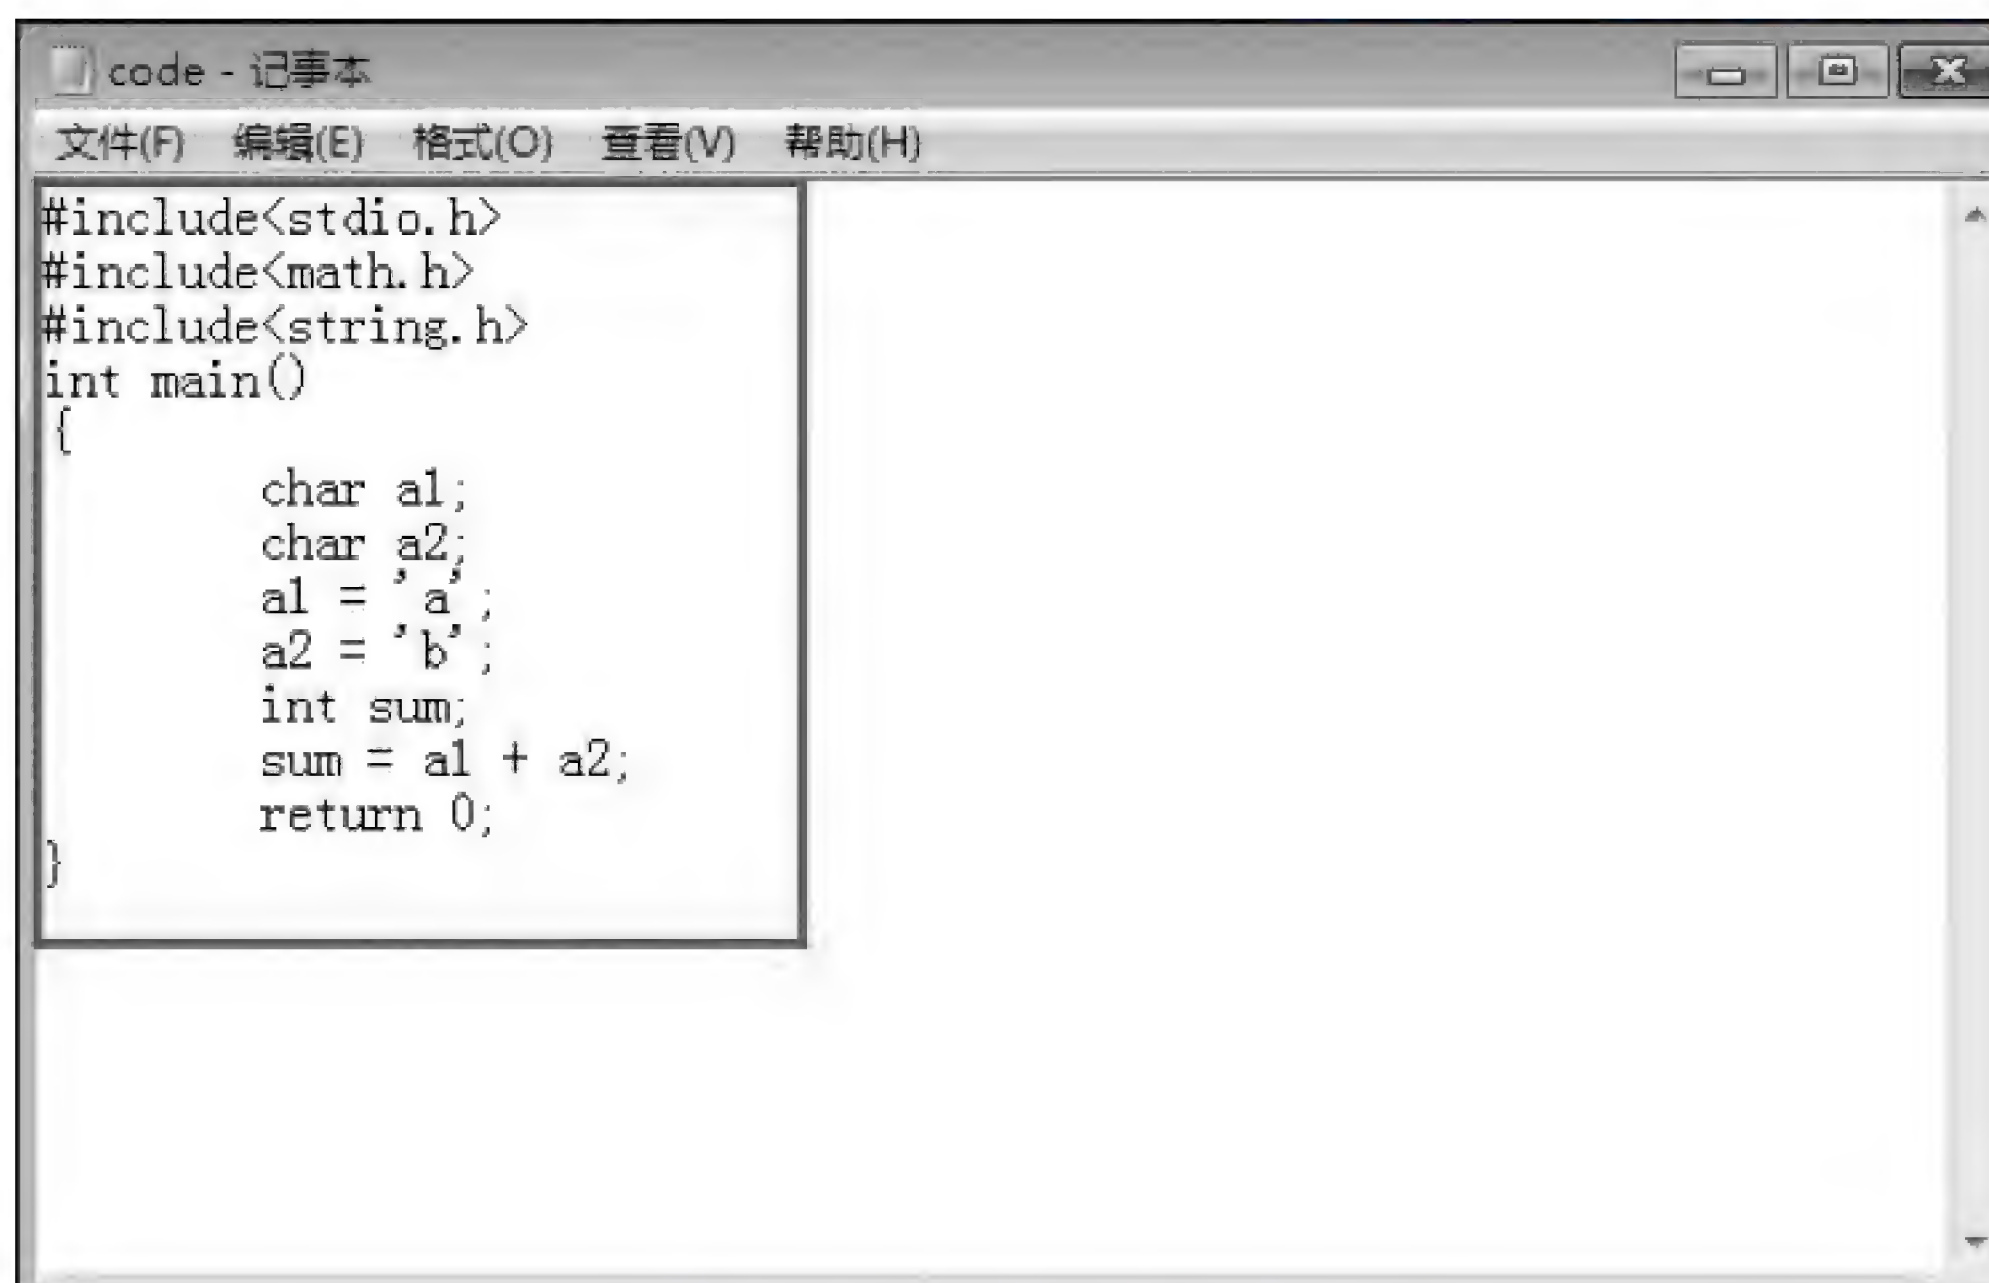 code - 记事本
文件(F) 编辑(E) 格式(O) 查看(V) 帮助(H)
#include<stdio.h>
#include<math.h>
#include<string.h>
int main()
{
char a1;
char a2;
a1 = 'a';
a2 = 'b';
int sum;
sum = a1 + a2;
return 0;
}